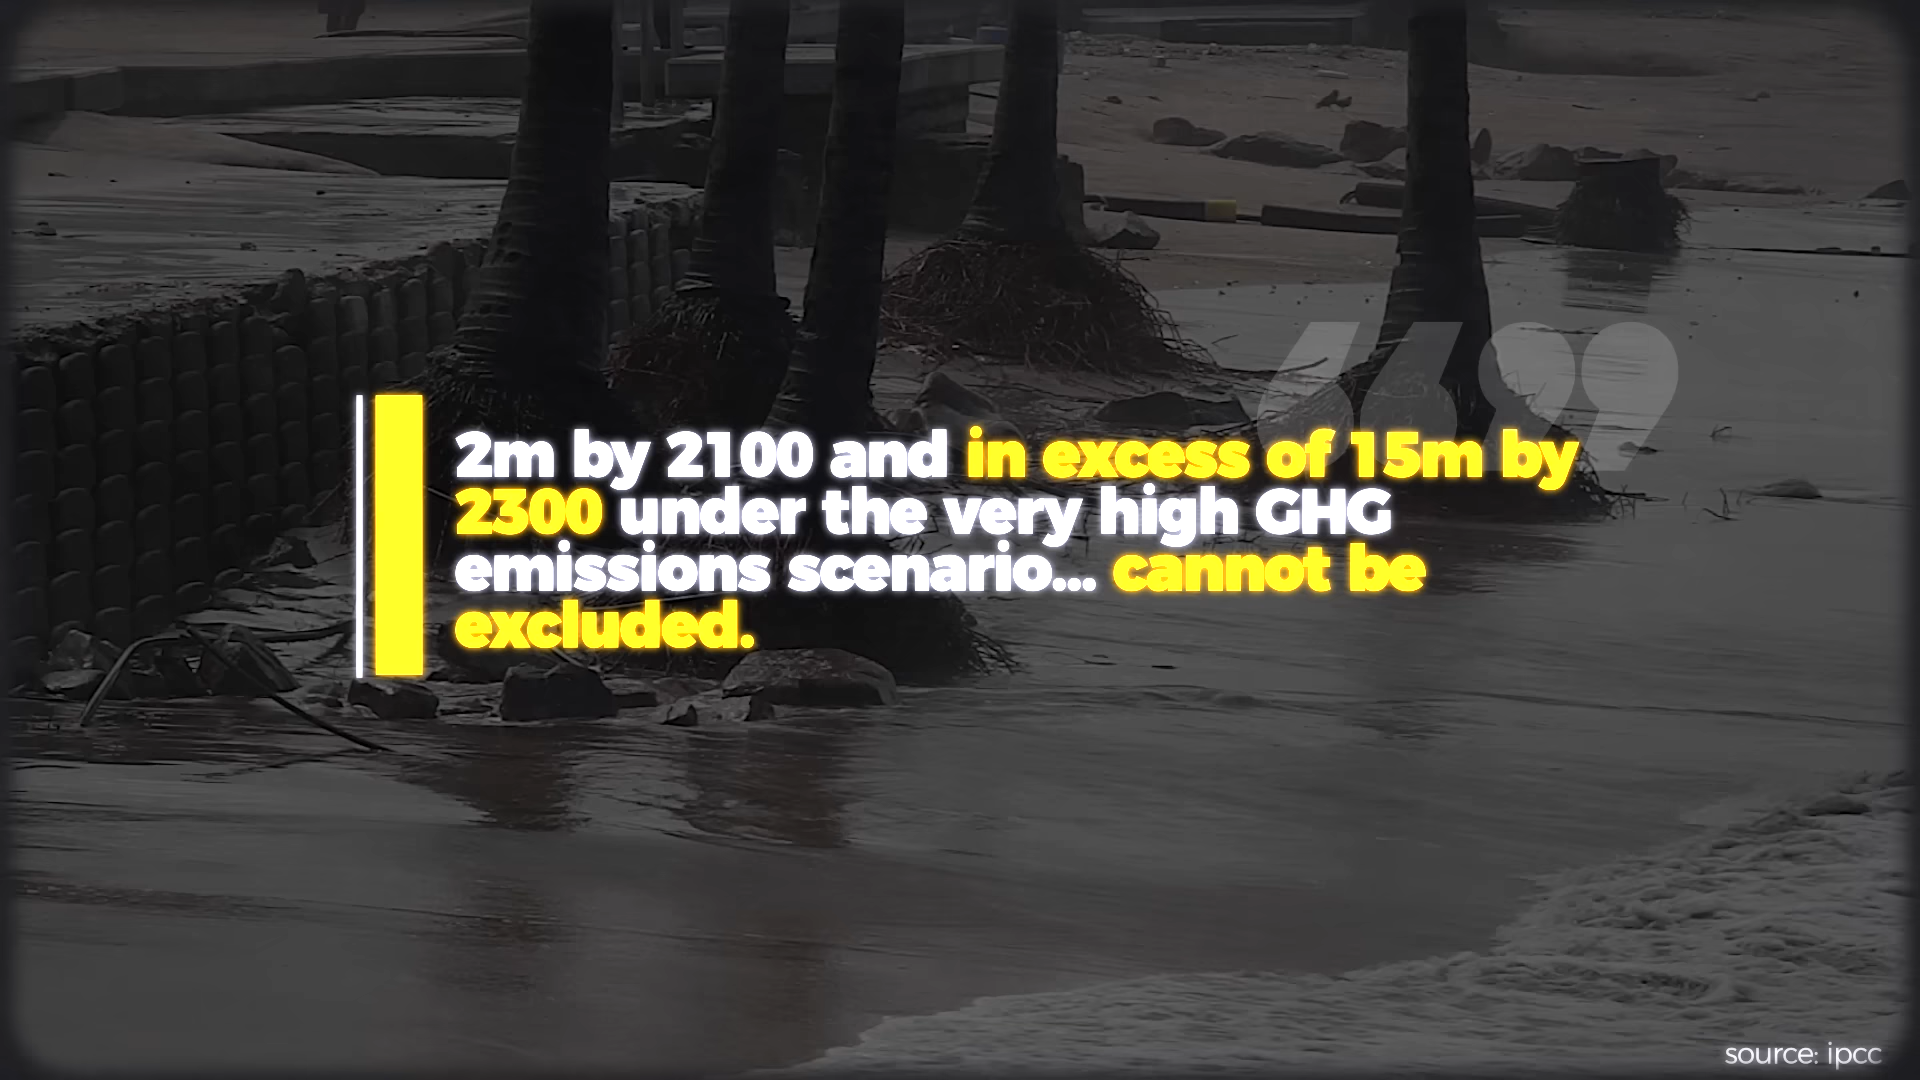 2m by 2100 and in excess of 15m by
2300 under the very high GHG
emissions scenario... cannot be
excluded.
source: ipcc